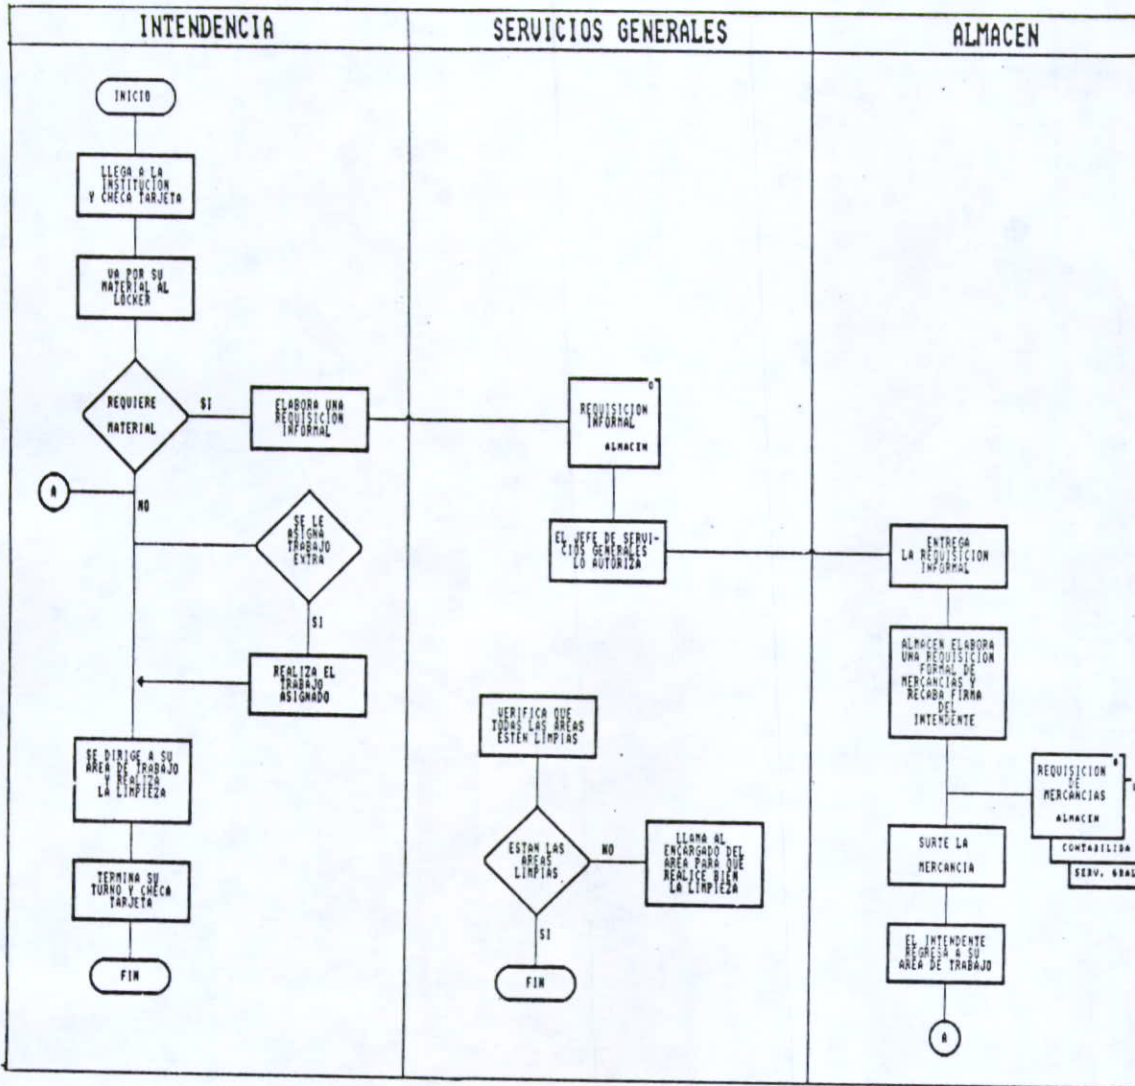 INTENDENCIA
SERVICIOS GENERALES
ALMACEN
INICIO
LLEGA A LA
INSTITUCION
Y CHECA TARJETA
VA POR SU
MATERIAL AL
LOCKER
REQUIERE
MATERIAL
SI
NO
A
ELABORA UNA
REQUISICION
INFORMAL
SE LE
ASIGNA
TRABAJO
EXTRA
SI
REALIZA EL
TRABAJO
ASIGNADO
SE DIRIGE A SU
AREA DE TRABAJO
Y REALIZA
LA LIMPIEZA
TERMINA SU
TURNO Y CHECA
TARJETA
FIN
REQUISICION
INFORMAL
ALMACEN
EL JEFE DE SERVI-
CIOS GENERALES
LO AUTORIZA
VERIFICA QUE
TODAS LAS AREAS
ESTEN LIMPIAS
ESTAN LAS
AREAS
LIMPIAS
NO
SI
LLAMA AL
ENCARGADO DEL
AREA PARA QUE
REALICE BIEN
LA LIMPIEZA
FIN
ENTREGA
LA REQUISICION
INFORMAL
ALMACEN ELABORA
UNA REQUISICION
FORMAL DE
MERCANCIAS Y
RECABA FIRMA
DEL
INTENDENTE
REQUISICION
DE
MERCANCIAS
ALMACEN
CONTABILIDA
SERV. GRAL
SURTE LA
MERCANCIA
EL INTENDENTE
REGRESA A SU
AREA DE TRABAJO
A